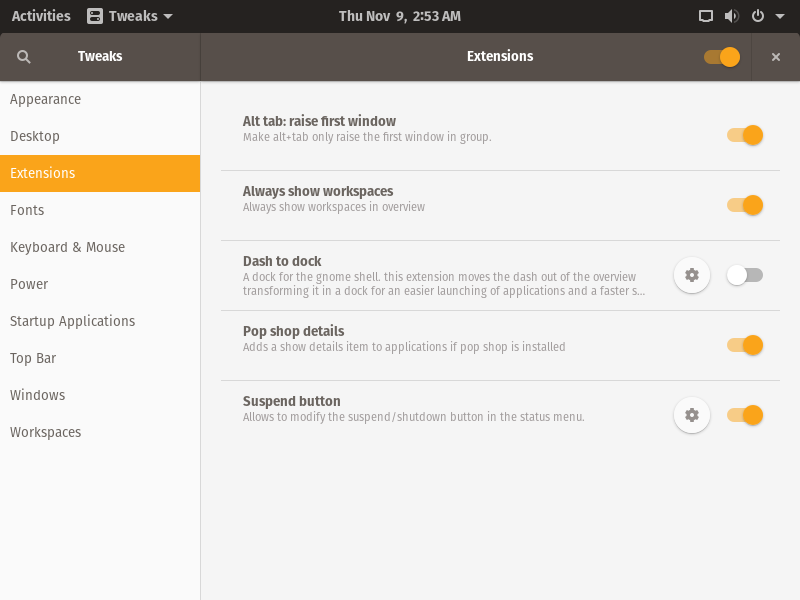 Activities Tweaks Thu Nov 9, 2:53 AM
Tweaks
Extensions
Appearance
Desktop
Extensions
Fonts
Keyboard & Mouse
Power
Startup Applications
Top Bar
Windows
Workspaces
Alt tab: raise first window
Make alt+tab only raise the first window in group.
Always show workspaces
Always show workspaces in overview
Dash to dock
A dock for the gnome shell. this extension moves the dash out of the overview
transforming it in a dock for an easier launching of applications and a faster s...
Pop shop details
Adds a show details item to applications if pop shop is installed
Suspend button
Allows to modify the suspend/shutdown button in the status menu.